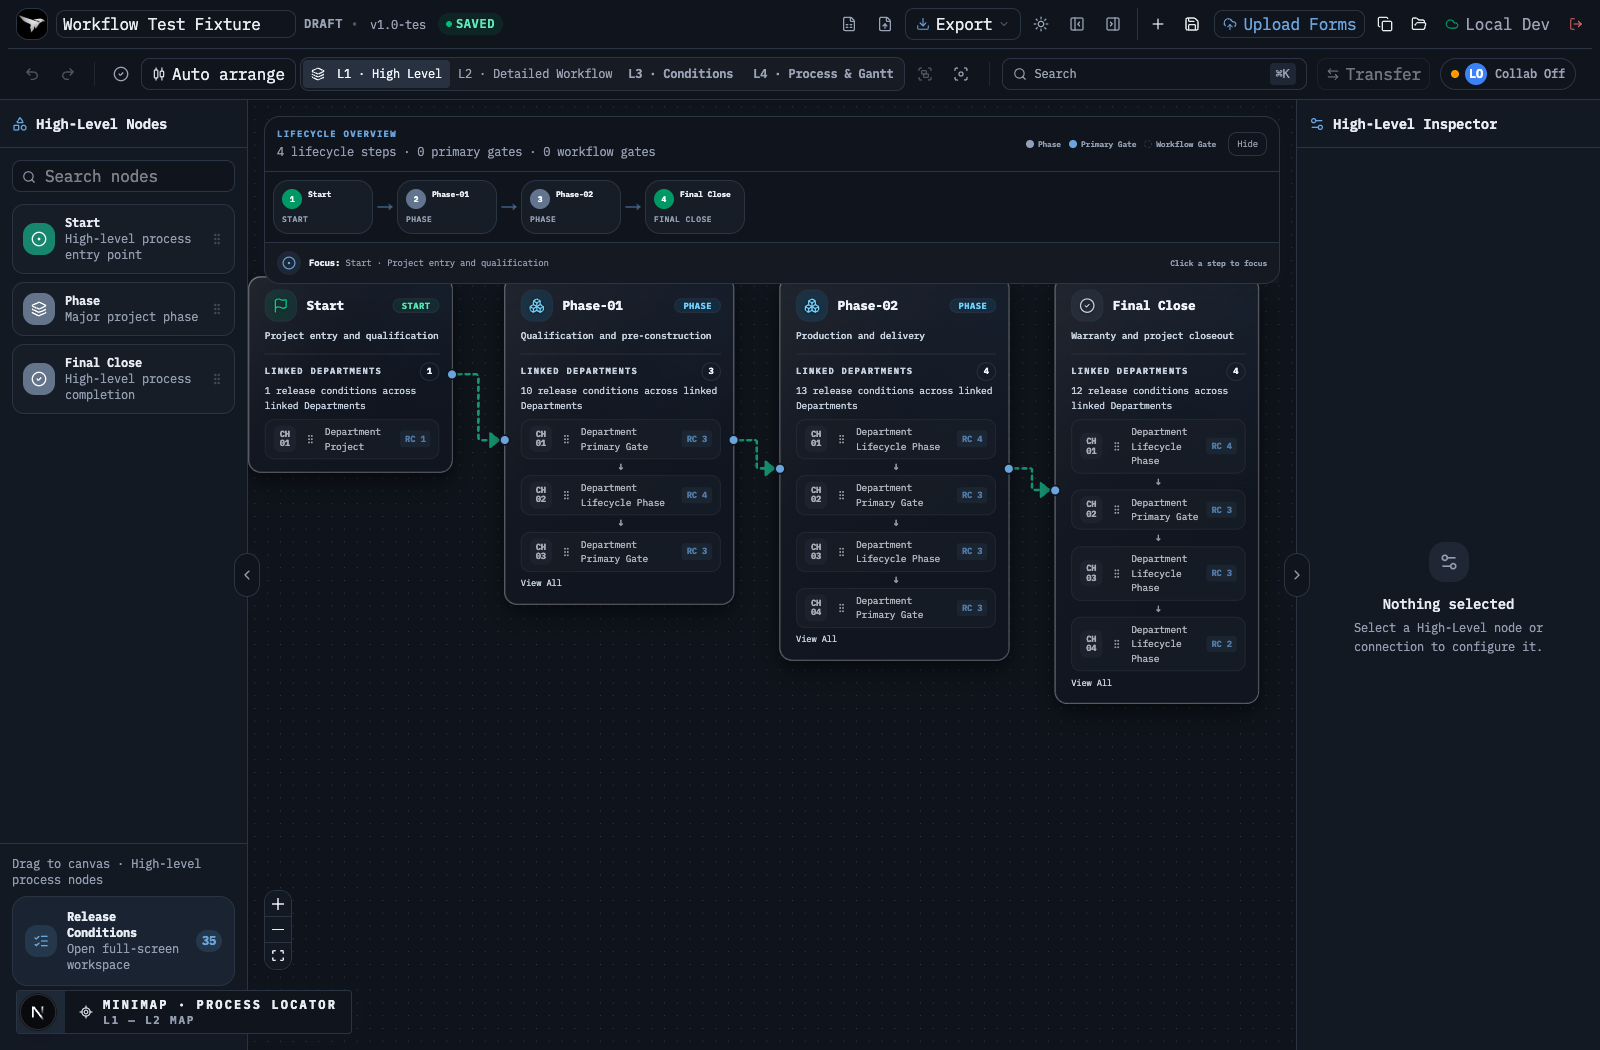 Workflow Test Fixture
DRAFT • v1.0-tes SAVED
Export
Upload Forms
Local Dev
Auto arrange
L1 · High Level
L2 · Detailed Workflow
L3 · Conditions
L4 · Process & Gantt
Search
⌘K
Transfer
LO Collab Off
High-Level Nodes
Search nodes
Start
High-level process
entry point
Phase
Major project phase
Final Close
High-level process
completion
Drag to canvas · High-level
process nodes
Release
Conditions
Open full-screen
workspace
35
N
MINIMAP · PROCESS LOCATOR
L1 — L2 MAP
LIFECYCLE OVERVIEW
4 lifecycle steps · 0 primary gates · 0 workflow gates
Phase
Primary Gate
Workflow Gate
Hide
1 Start
START
2 Phase-01
PHASE
3 Phase-02
PHASE
4 Final Close
FINAL CLOSE
Focus: Start · Project entry and qualification
Click a step to focus
Start START
Project entry and qualification
LINKED DEPARTMENTS 1
1 release conditions across
linked Departments
CH
01
Department
Project
RC 1
Phase-01 PHASE
Qualification and pre-construction
LINKED DEPARTMENTS 3
10 release conditions across linked
Departments
CH
01
Department
Primary Gate
RC 3
CH
02
Department
Lifecycle Phase
RC 4
CH
03
Department
Primary Gate
RC 3
View All
Phase-02 PHASE
Production and delivery
LINKED DEPARTMENTS 4
13 release conditions across linked
Departments
CH
01
Department
Lifecycle Phase
RC 4
CH
02
Department
Primary Gate
RC 3
CH
03
Department
Lifecycle Phase
RC 3
CH
04
Department
Primary Gate
RC 3
View All
Final Close
Warranty and project closeout
LINKED DEPARTMENTS 4
12 release conditions across
linked Departments
CH
01
Department
Lifecycle
Phase
RC 4
CH
02
Department
Primary Gate
RC 3
CH
03
Department
Lifecycle
Phase
RC 3
CH
04
Department
Lifecycle
Phase
RC 2
View All
High-Level Inspector
Nothing selected
Select a High-Level node or
connection to configure it.